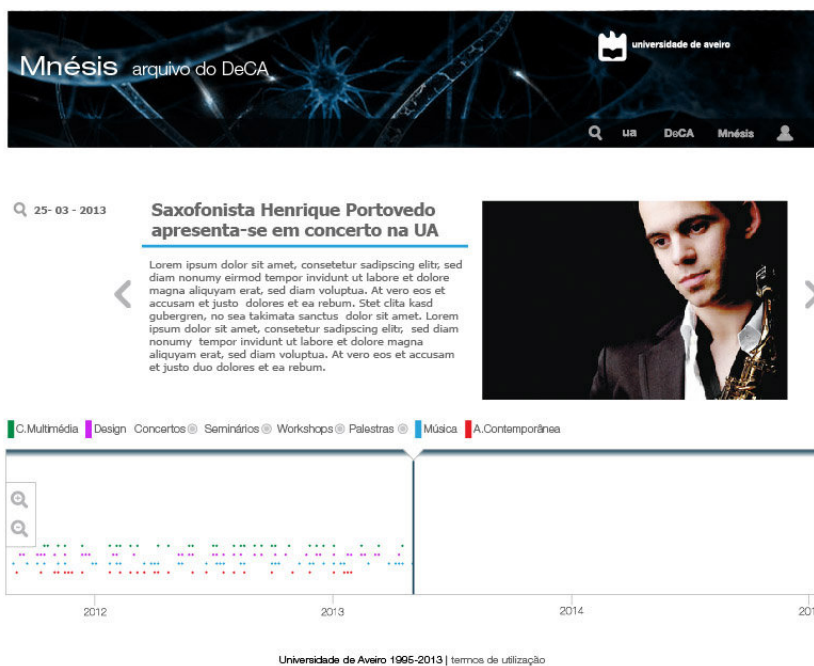 Mnésis arquivo do DeCA
universidade de aveiro
ua DeCA Mnésis
25- 03 - 2013
Saxofonista Henrique Portovedo
apresenta-se em concerto na UA
Lorem ipsum dolor sit amet, consetetur sadipscing elitr, sed
diam nonumy eirmod tempor invidunt ut labore et dolore
magna aliquyam erat, sed diam voluptua. At vero eos et
accusam et justo dolores et ea rebum. Stet clita kasd
gubergren, no sea takimata sanctus dolor sit amet. Lorem
ipsum dolor sit amet, consetetur sadipscing elitr, sed diam
nonumy tempor invidunt ut labore et dolore magna
aliquyam erat, sed diam voluptua. At vero eos et accusam
et justo duo dolores et ea rebum.
C.Multimédia Design Concertos Seminários Workshops Palestras Música A.Contemporânea
2012 2013 2014
Universidade de Aveiro 1995-2013 | termos de utilização